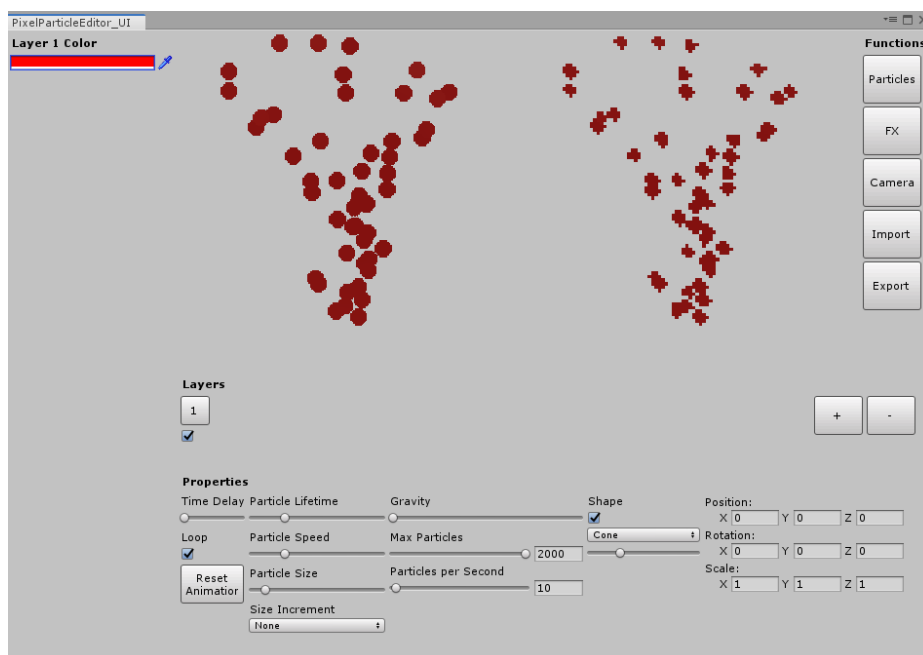 PixelParticleEditor_UI
Layer 1 Color
Functions
Particles
FX
Camera
Import
Export
Layers
1
+ -
Properties
Time Delay Particle Lifetime Gravity Shape Position:
X 0 Y 0 Z 0
Loop Particle Speed Max Particles Cone Rotation:
2000 X 0 Y 0 Z 0
Reset Animatior Particle Size Particles per Second Scale:
10 X 1 Y 1 Z 1
Size Increment
None